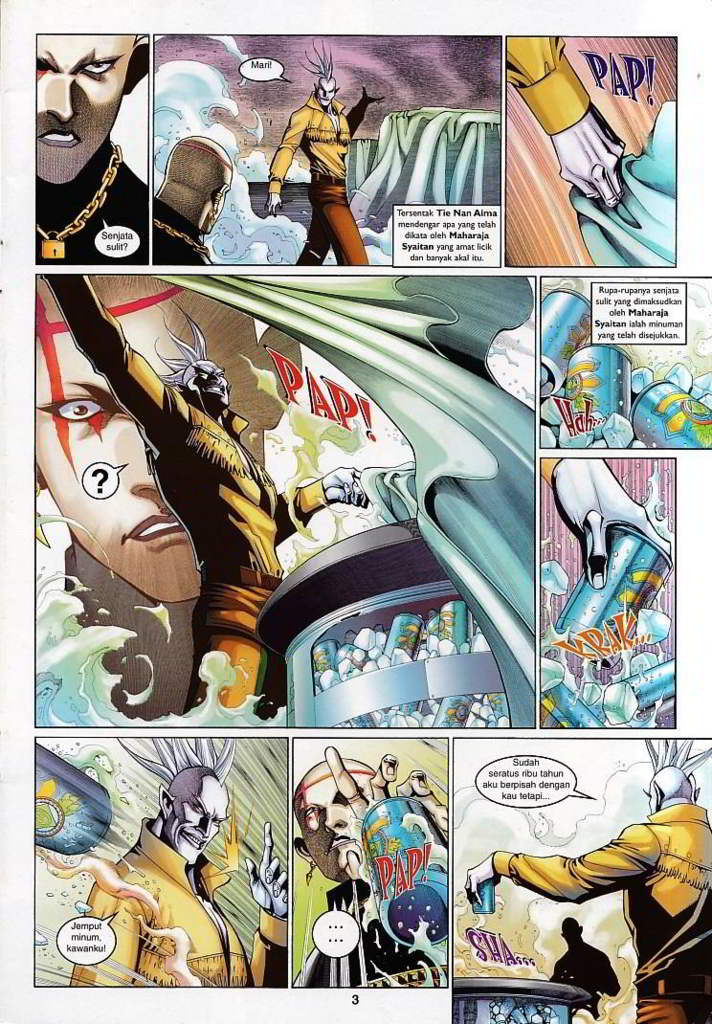 Senjata
sulit?
Mari!
Tersentak Tie Nan Aima
mendengar apa yang telah
dikata oleh Maharaja
Syaitan yang amat licik
dan banyak akal itu.
PAP!
?
PAP!
Rupa-rupanya senjata
sulit yang dimaksudkan
oleh Maharaja
Syaitan ialah minuman
yang telah disejukkan.
Hah...
KRAK...
Jemput
minum,
kawanku!
...
...
PAP!
Sudah
seratus ribu tahun
aku berpisah dengan
kau tetapi...
SHA...
3